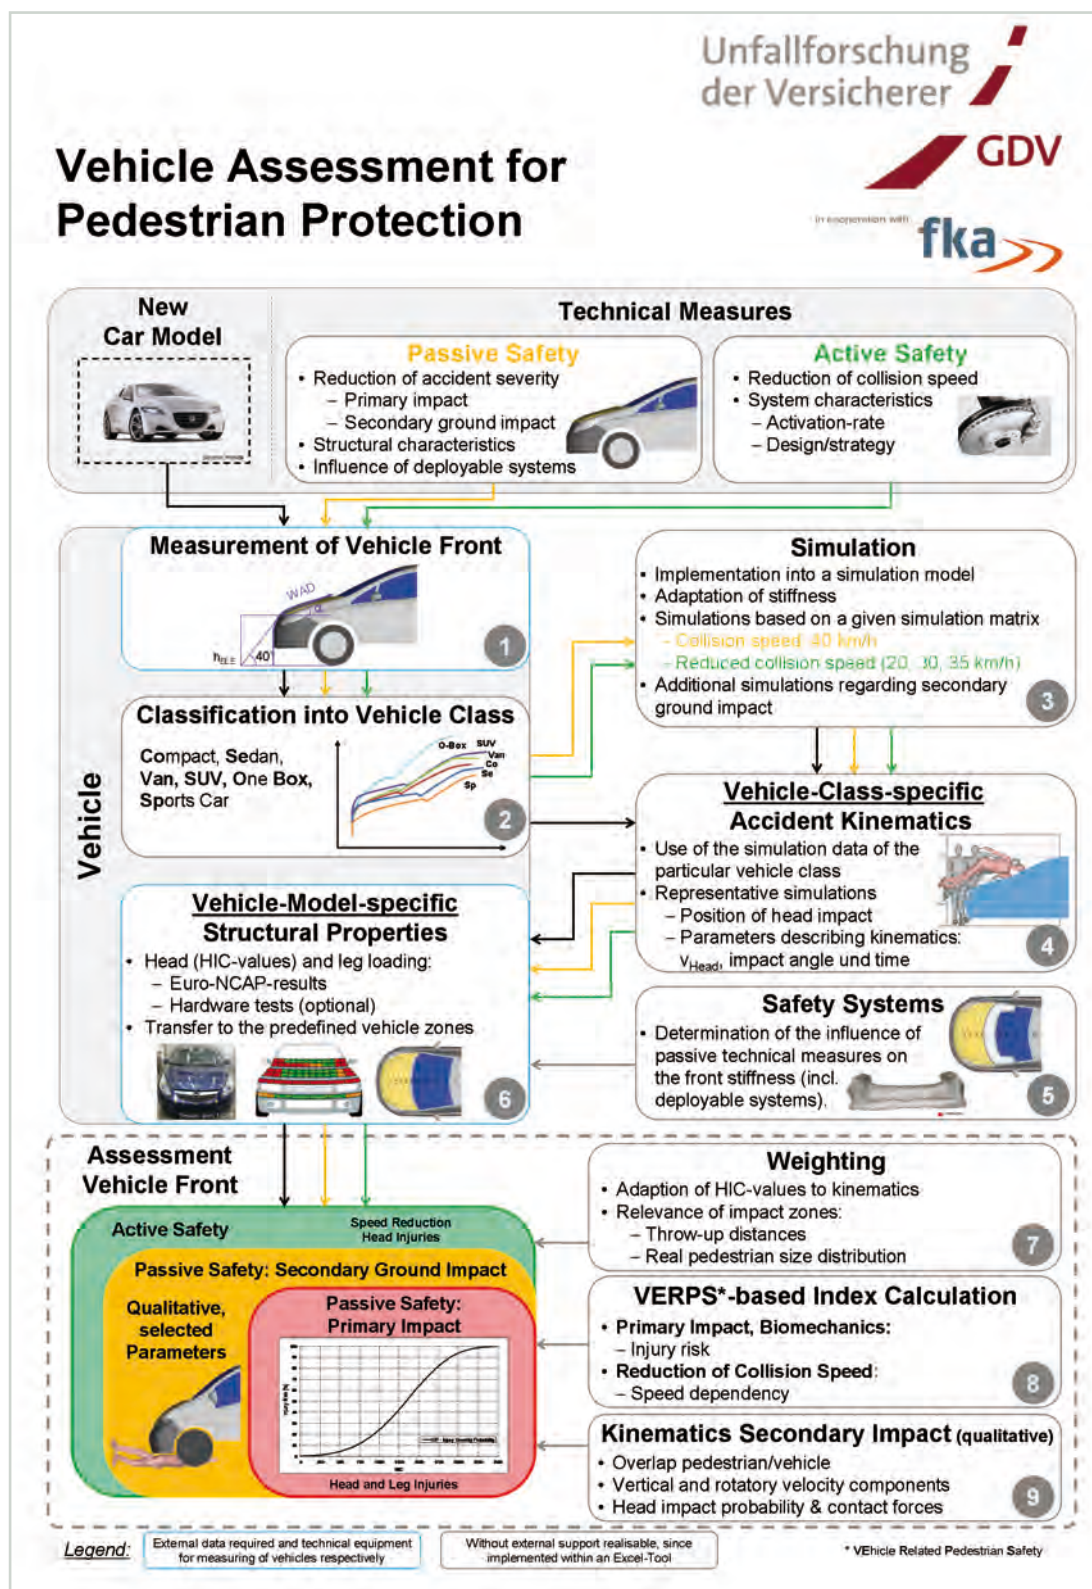 Unfallforschung
der Versicherer
GDV
in cooperation with
fka
Vehicle Assessment for
Pedestrian Protection
New
Car Model
Technical Measures
Passive Safety
• Reduction of accident severity
– Primary impact
– Secondary ground impact
• Structural characteristics
• Influence of deployable systems
Active Safety
• Reduction of collision speed
• System characteristics
– Activation-rate
– Design/strategy
Vehicle
Measurement of Vehicle Front
WAD
α
40°
1
Classification into Vehicle Class
Compact, Sedan,
Van, SUV, One Box,
Sports Car
O-Box SUV
Van
Co
Se
Sp
2
Simulation
• Implementation into a simulation model
• Adaptation of stiffness
• Simulations based on a given simulation matrix
– Collision speed 40 km/h
– Reduced collision speed (20, 30, 35 km/h)
• Additional simulations regarding secondary
ground impact
3
Vehicle-Class-specific
Accident Kinematics
• Use of the simulation data of the
particular vehicle class
• Representative simulations
– Position of head impact
– Parameters describing kinematics:
vHead, impact angle und time
4
Vehicle-Model-specific
Structural Properties
• Head (HIC-values) and leg loading:
– Euro-NCAP-results
– Hardware tests (optional)
• Transfer to the predefined vehicle zones
6
Safety Systems
• Determination of the influence of
passive technical measures on
the front stiffness (incl.
deployable systems).
5
Assessment
Vehicle Front
Active Safety
Speed Reduction
Head Injuries
Passive Safety: Secondary Ground Impact
Qualitative,
selected
Parameters
Passive Safety:
Primary Impact
HIC
Head and Leg Injuries
Weighting
• Adaption of HIC-values to kinematics
• Relevance of impact zones:
– Throw-up distances
– Real pedestrian size distribution
7
VERPS*-based Index Calculation
• Primary Impact, Biomechanics:
– Injury risk
• Reduction of Collision Speed:
– Speed dependency
8
Kinematics Secondary Impact (qualitative)
• Overlap pedestrian/vehicle
• Vertical and rotatory velocity components
• Head impact probability & contact forces
9
Legend:
External data required and technical equipment
for measuring of vehicles respectively
Without external support realisable, since
implemented within an Excel-Tool
* VEhicle Related Pedestrian Safety